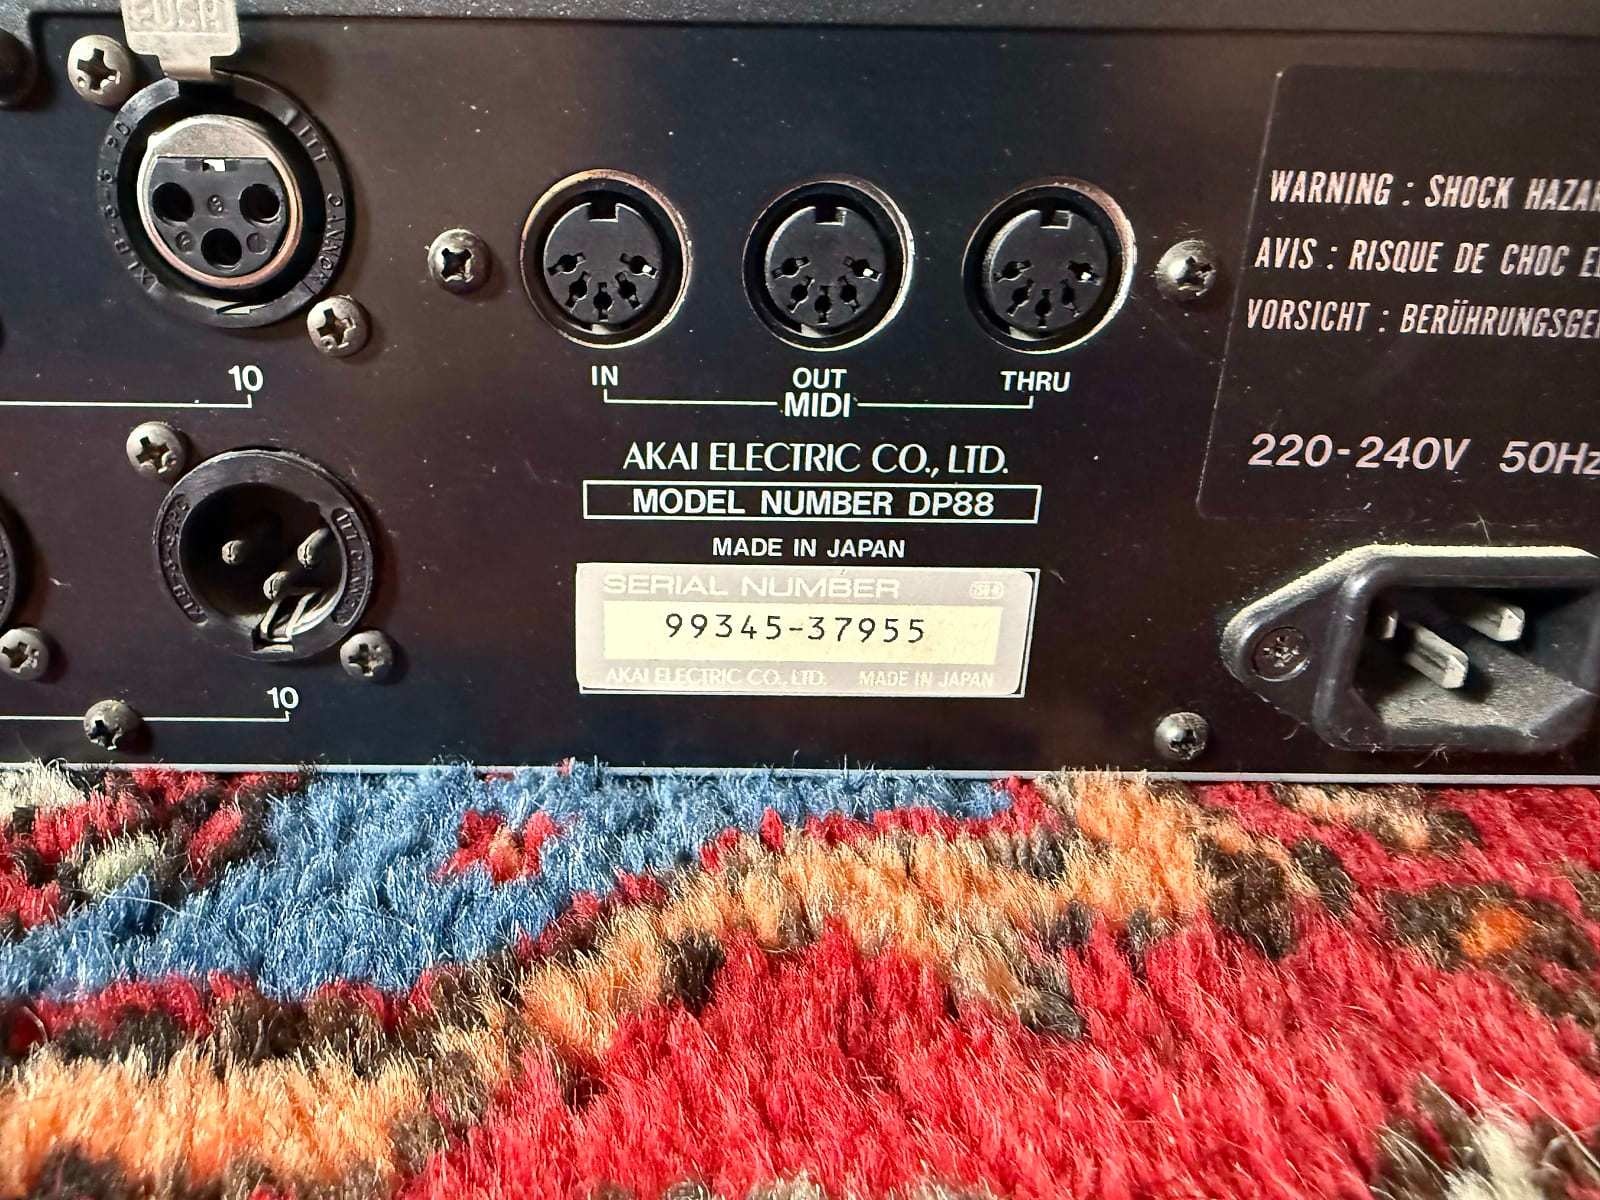 PUSH
ITT CANNON
10
IN
OUT
THRU
MIDI
AKAI ELECTRIC CO., LTD.
MODEL NUMBER DP88
MADE IN JAPAN
SERIAL NUMBER
99345-37955
AKAI ELECTRIC CO., LTD. MADE IN JAPAN
10
WARNING : SHOCK
AVIS : RISQUE DE CHOC
VORSICHT :
220-240V 50Hz